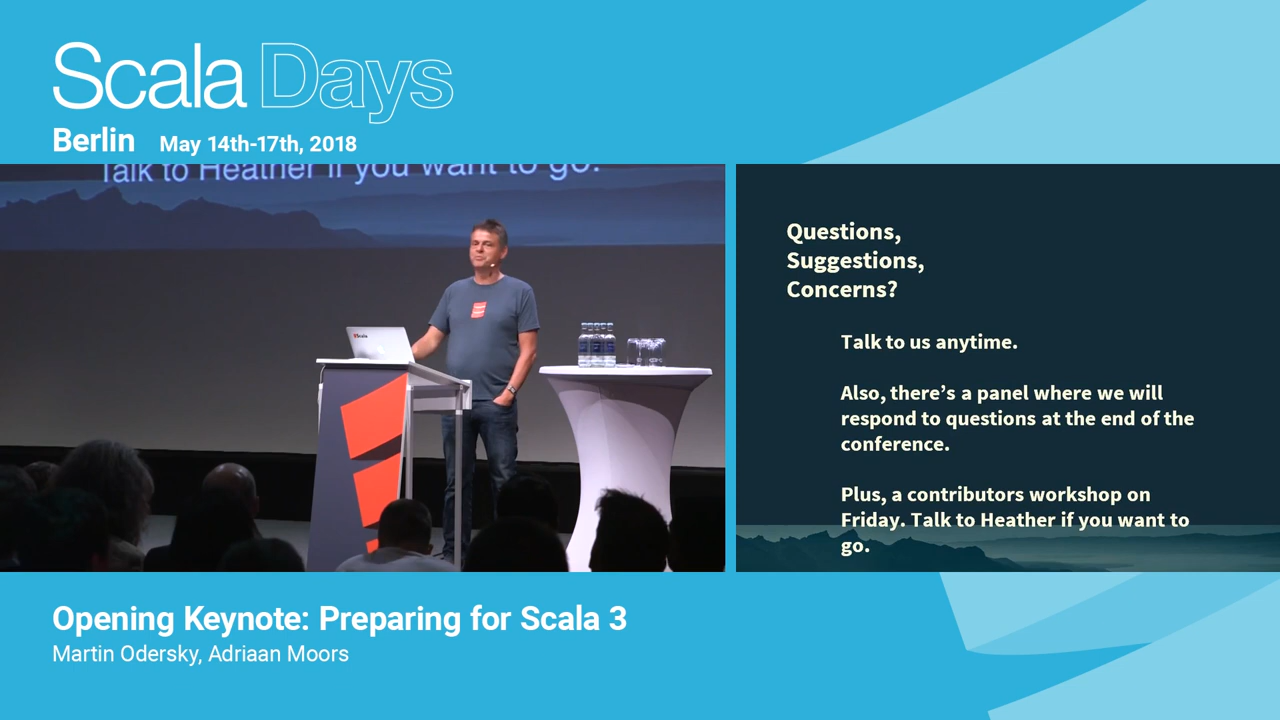 Scala Days
Berlin May 14th-17th, 2018
Talk to Heather if you want to go.
Questions,
Suggestions,
Concerns?
Talk to us anytime.
Also, there's a panel where we will
respond to questions at the end of the
conference.
Plus, a contributors workshop on
Friday. Talk to Heather if you want to
go.
Opening Keynote: Preparing for Scala 3
Martin Odersky, Adriaan Moors